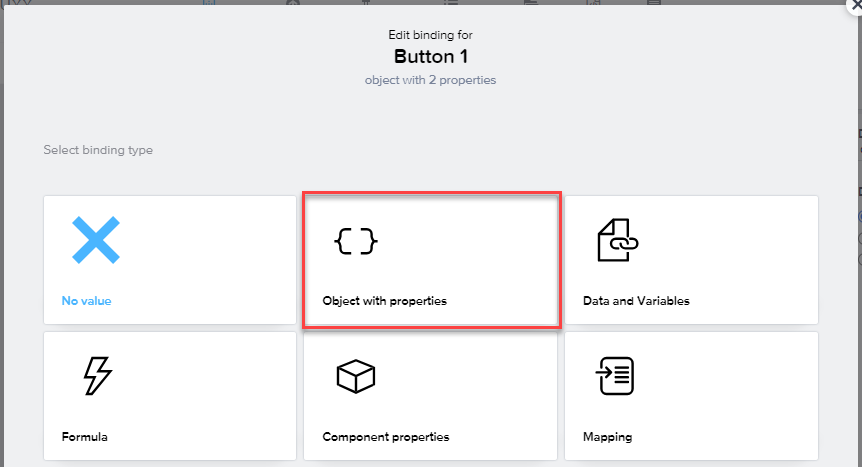 Edit binding for
Button 1
object with 2 properties
Select binding type
No value
Object with properties
Data and Variables
Formula
Component properties
Mapping